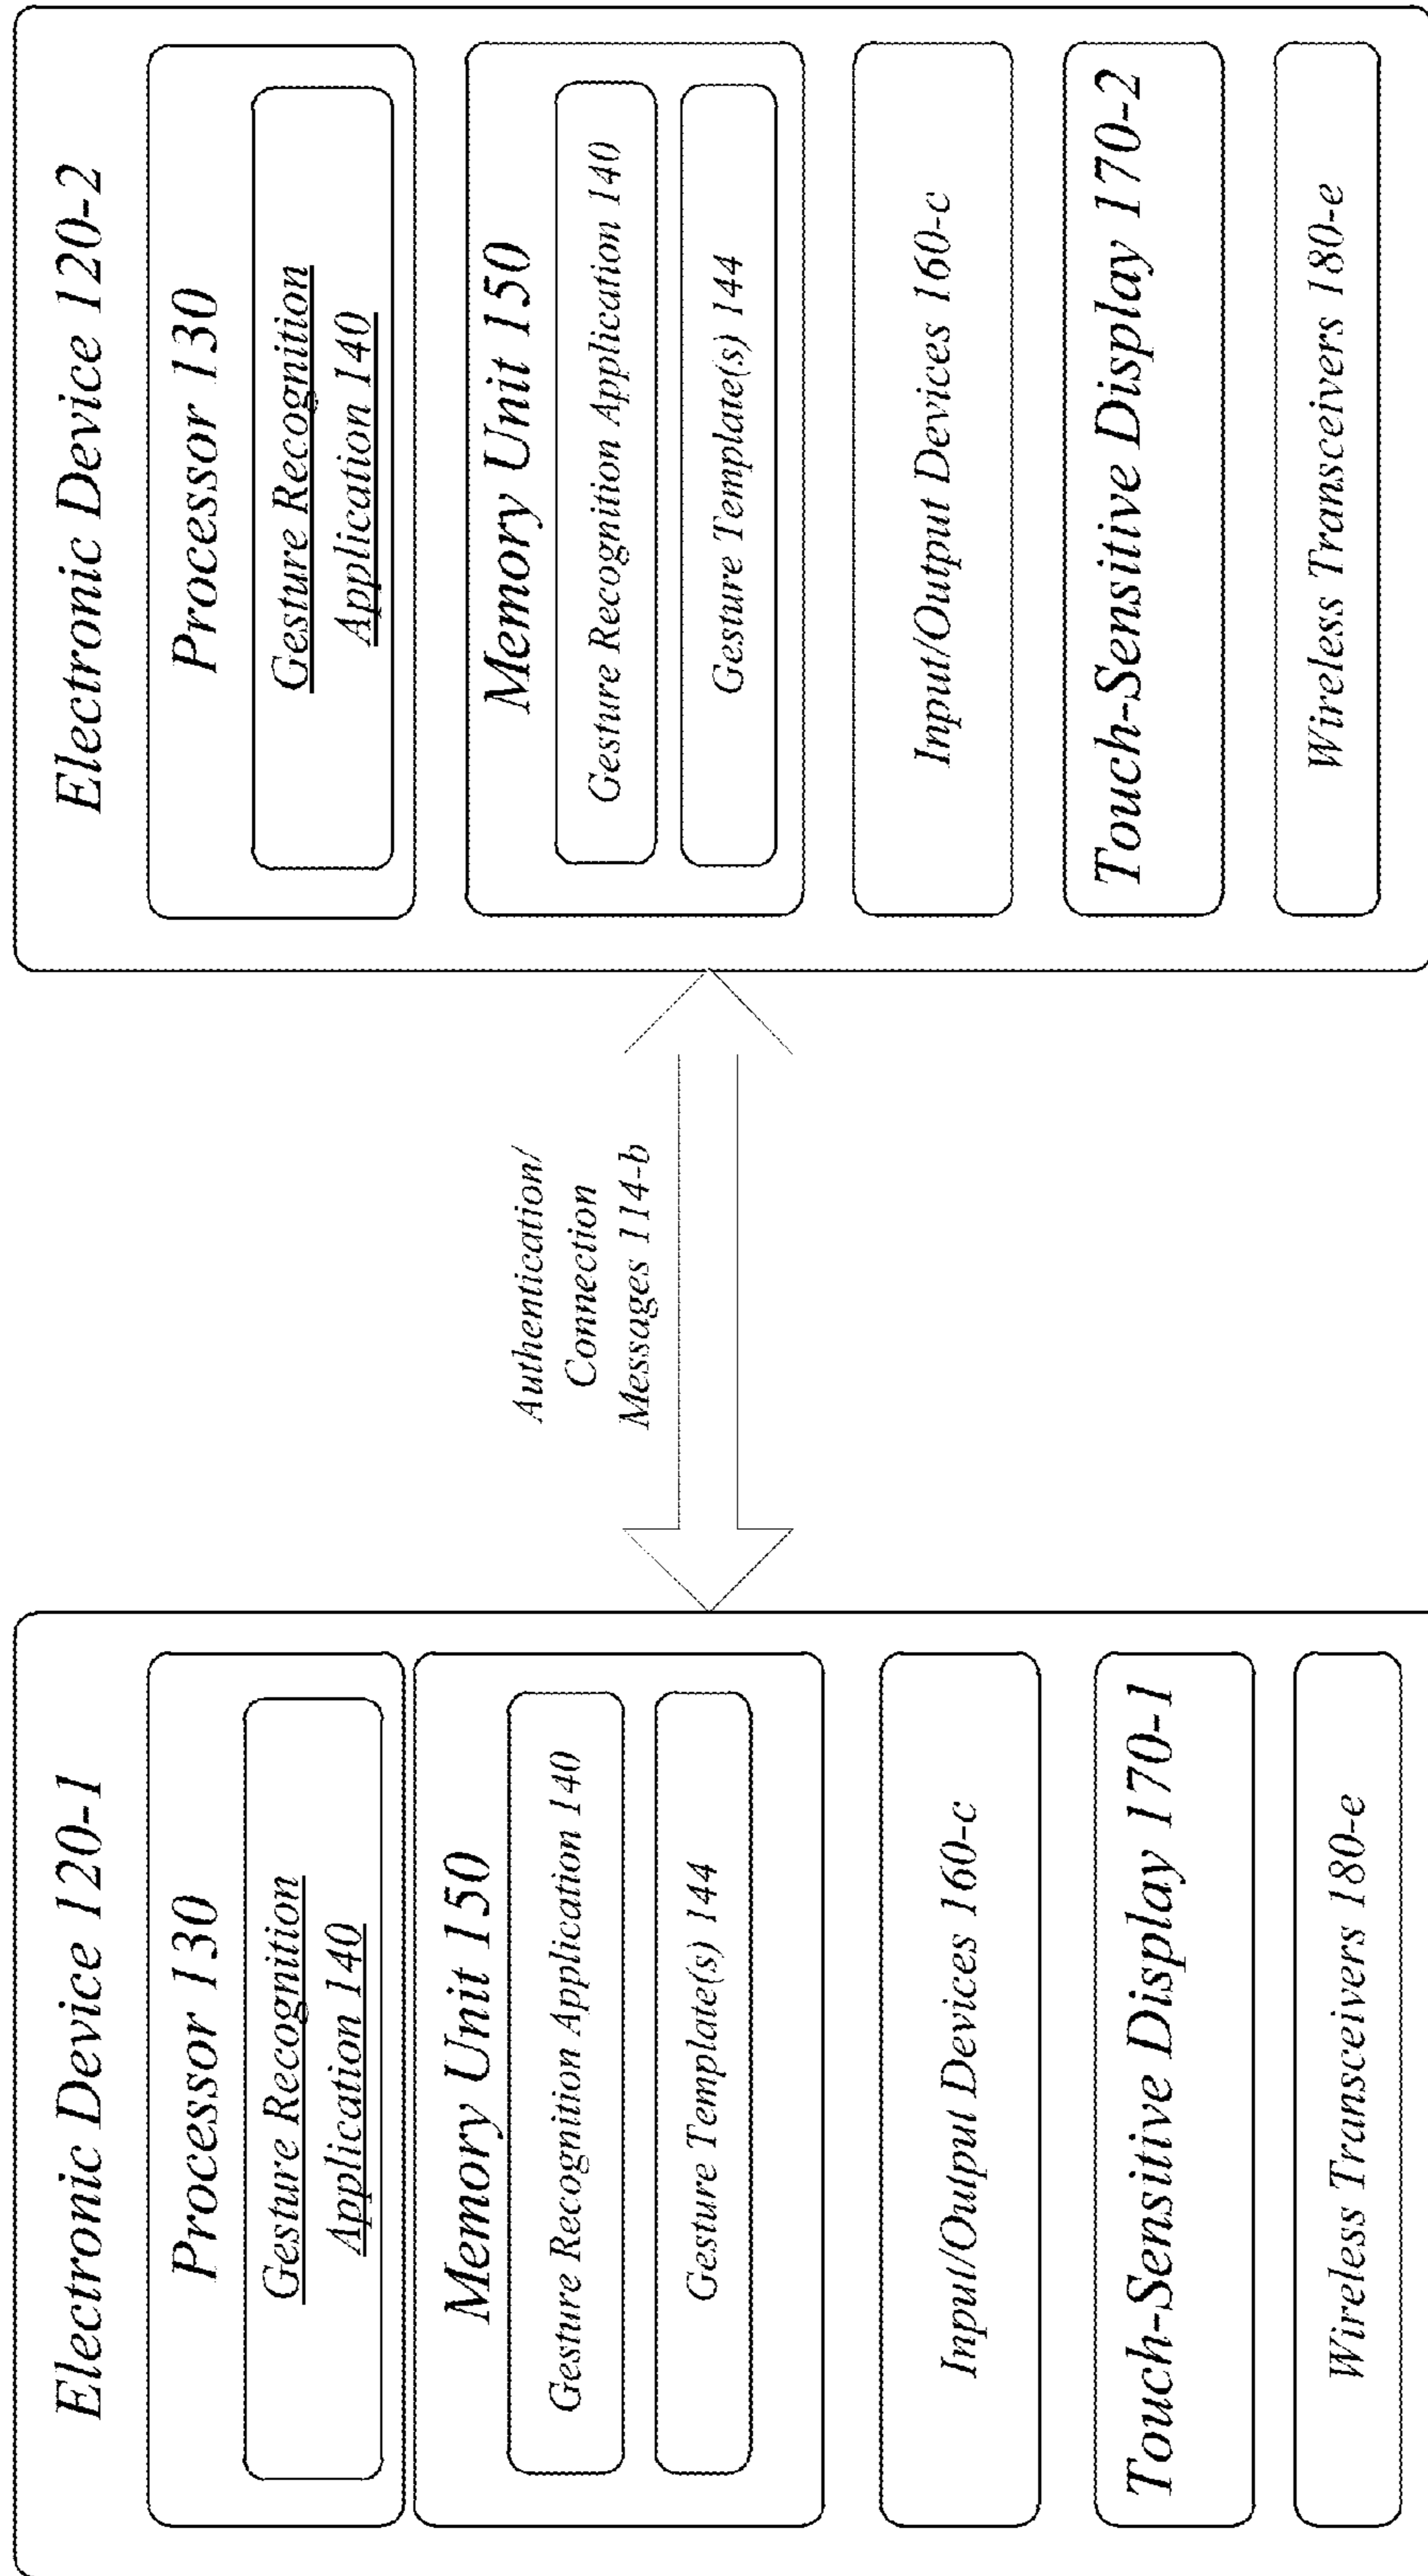 Electronic Device 120-1
Processor 130
Gesture Recognition
Application 140
Memory Unit 150
Gesture Recognition Application 140
Gesture Template(s) 144
Input/Output Devices 160-c
Touch-Sensitive Display 170-1
Wireless Transceivers 180-e
Authentication/
Connection
Messages 114-b
Electronic Device 120-2
Processor 130
Gesture Recognition
Application 140
Memory Unit 150
Gesture Recognition Application 140
Gesture Template(s) 144
Input/Output Devices 160-c
Touch-Sensitive Display 170-2
Wireless Transceivers 180-e